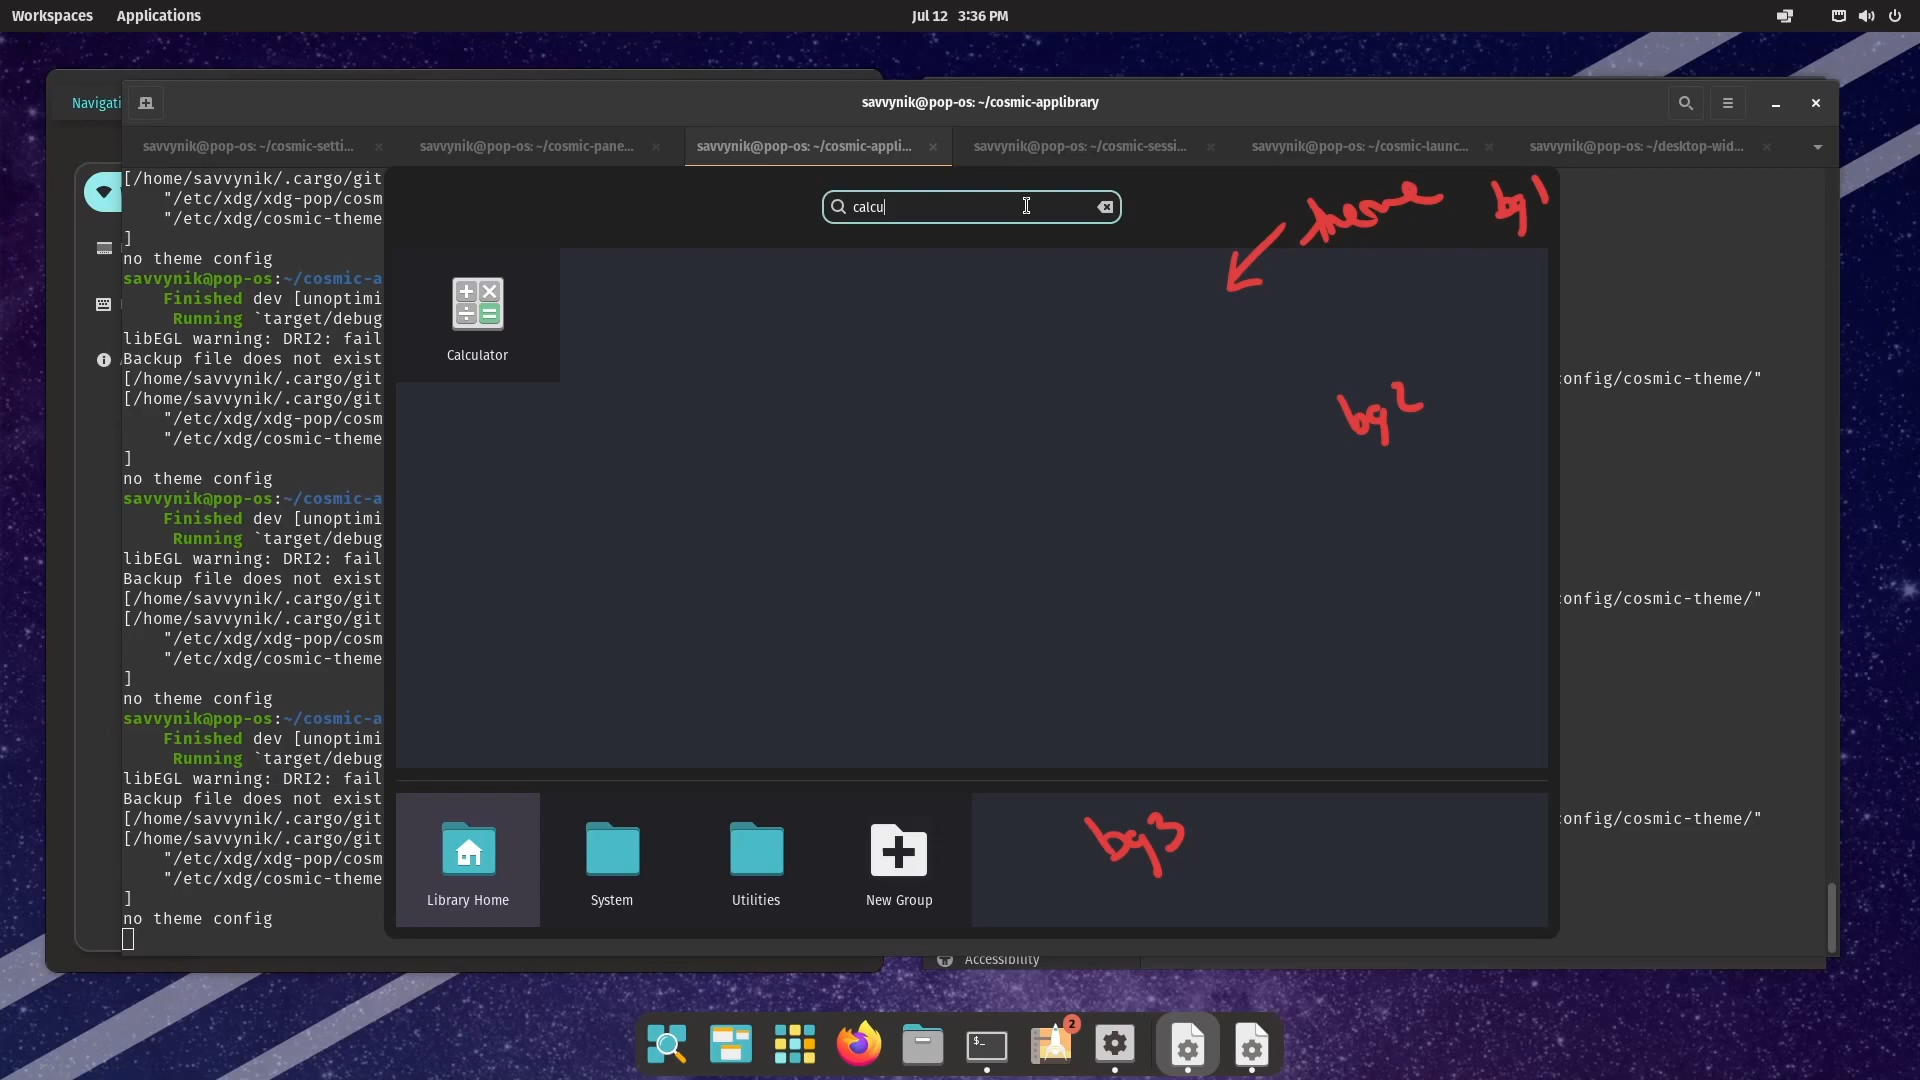 Workspaces Applications Jul 12 3:36 PM
Navigati
savvynik@pop-os: ~/cosmic-applibrary
savvynik@pop-os: ~/cosmic-setti... savvynik@pop-os: ~/cosmic-pane... savvynik@pop-os: ~/cosmic-appli... savvynik@pop-os: ~/cosmic-sessi... savvynik@pop-os: ~/cosmic-launc... savvynik@pop-os: ~/desktop-wid...
[/home/savvynik/.cargo/git
"/etc/xdg/xdg-pop/cosm
"/etc/xdg/cosmic-theme
]
no theme config
savvynik@pop-os:~/cosmic-a
Finished dev [unoptimi
Running `target/debug
libEGL warning: DRI2: fail
Backup file does not exist
[/home/savvynik/.cargo/git config/cosmic-theme/"
[/home/savvynik/.cargo/git
"/etc/xdg/xdg-pop/cosm
"/etc/xdg/cosmic-theme
]
no theme config
savvynik@pop-os:~/cosmic-a
Finished dev [unoptimi
Running `target/debug
libEGL warning: DRI2: fail
Backup file does not exist
[/home/savvynik/.cargo/git config/cosmic-theme/"
[/home/savvynik/.cargo/git
"/etc/xdg/xdg-pop/cosm
"/etc/xdg/cosmic-theme
]
no theme config
savvynik@pop-os:~/cosmic-a
Finished dev [unoptimi
Running `target/debug
libEGL warning: DRI2: fail
Backup file does not exist
[/home/savvynik/.cargo/git config/cosmic-theme/"
[/home/savvynik/.cargo/git
"/etc/xdg/xdg-pop/cosm
"/etc/xdg/cosmic-theme
]
no theme config
calcu
theme bg1
Calculator
bg2
bg3
Library Home System Utilities New Group
Accessibility
2
$_